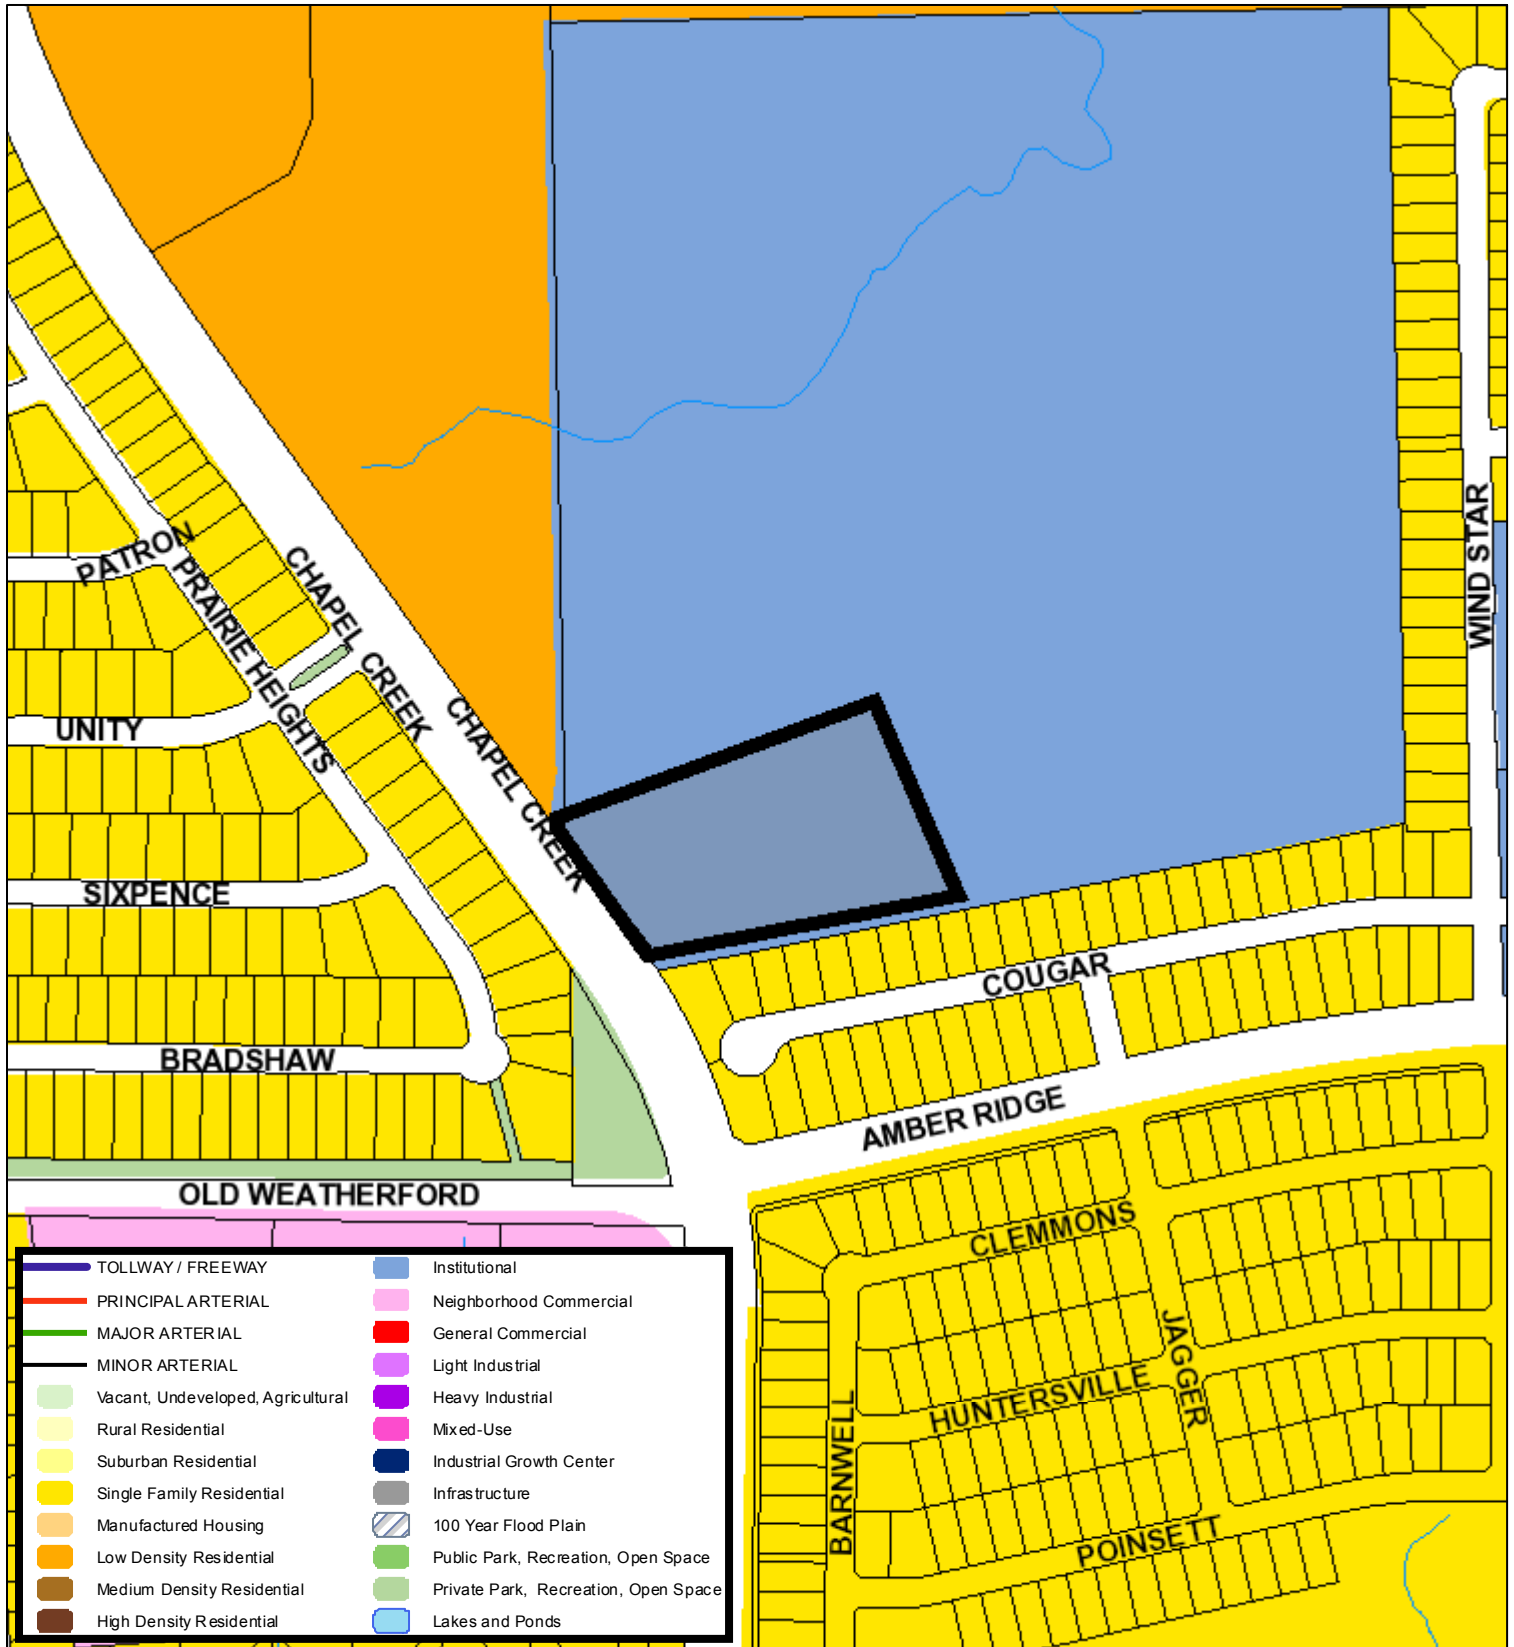 PATRON
PRAIRIE HEIGHTS
CHAPEL CREEK
CHAPEL CREEK
WIND STAR
UNITY
SIXPENCE
COUGAR
BRADSHAW
AMBER RIDGE
OLD WEATHERFORD
CLEMMONS
JAGGER
HUNTERSVILLE
BARNWELL
POINSETT
TOLLWAY / FREEWAY
PRINCIPAL ARTERIAL
MAJOR ARTERIAL
MINOR ARTERIAL
Vacant, Undeveloped, Agricultural
Rural Residential
Suburban Residential
Single Family Residential
Manufactured Housing
Low Density Residential
Medium Density Residential
High Density Residential
Institutional
Neighborhood Commercial
General Commercial
Light Industrial
Heavy Industrial
Mixed-Use
Industrial Growth Center
Infrastructure
100 Year Flood Plain
Public Park, Recreation, Open Space
Private Park, Recreation, Open Space
Lakes and Ponds